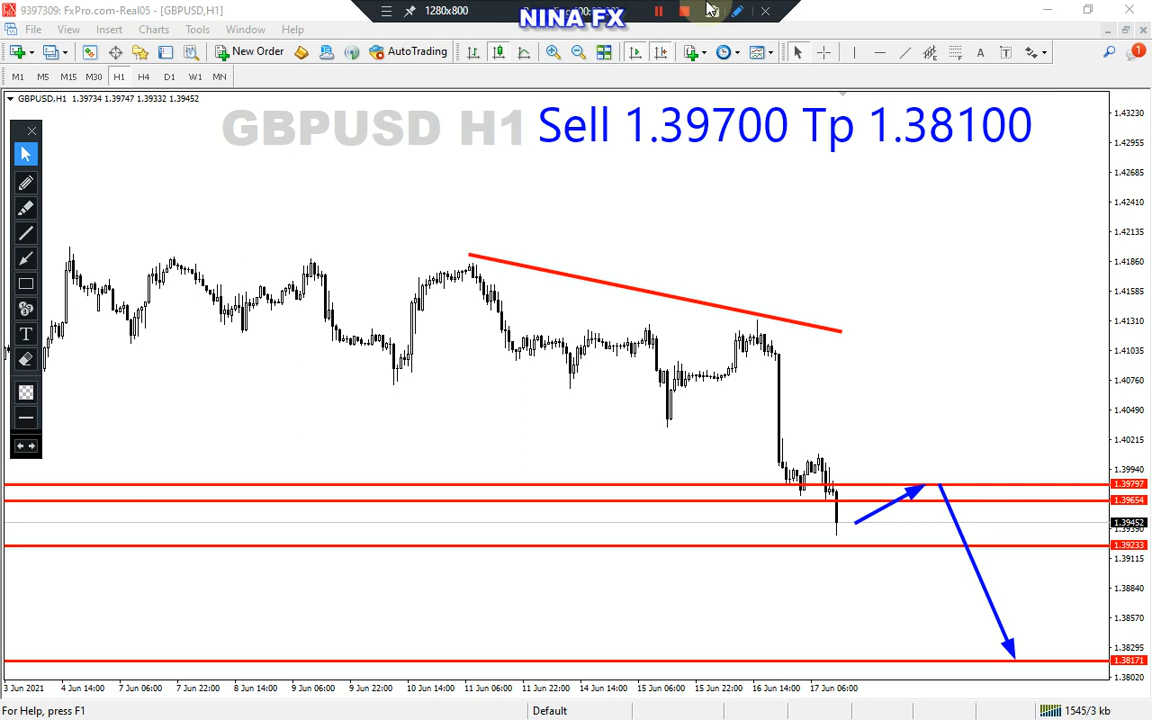 9397309: FxPro.com-Real05 - [GBPUSD,H1]
1280x800
NINA FX
File View Insert Charts Tools Window Help
New Order
AutoTrading
1
M1 M5 M15 M30 H1 H4 D1 W1 MN
GBPUSD,H1 1.39734 1.39747 1.39332 1.39452
GBPUSD H1 Sell 1.39700 Tp 1.38100
1.43230
1.42955
1.42685
1.42410
1.42135
1.41860
1.41585
1.41310
1.41035
1.40760
1.40490
1.40215
1.39940
1.39797
1.39654
1.39452
1.39390
1.39233
1.39115
1.38840
1.38570
1.38295
1.38171
1.38020
3 Jun 2021 4 Jun 14:00 7 Jun 06:00 7 Jun 22:00 8 Jun 14:00 9 Jun 06:00 9 Jun 22:00 10 Jun 14:00 11 Jun 06:00 11 Jun 22:00 14 Jun 14:00 15 Jun 06:00 15 Jun 22:00 16 Jun 14:00 17 Jun 06:00
For Help, press F1 Default 1545/3 kb